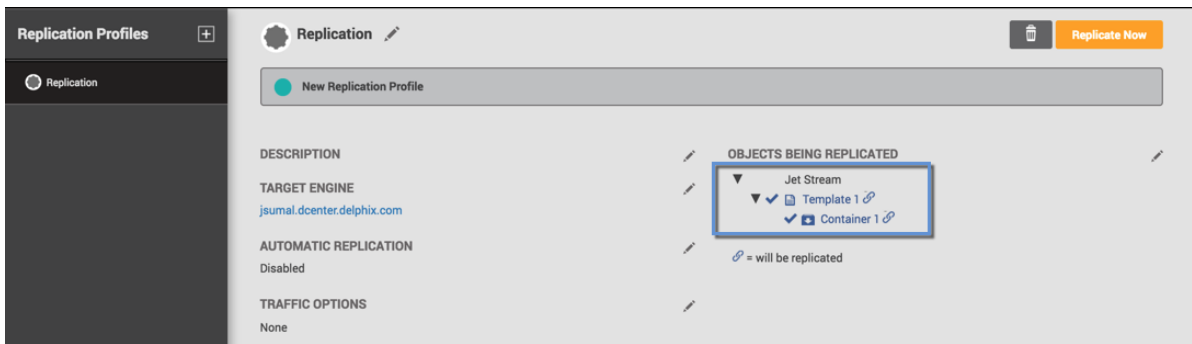 Replication Profiles
Replication
Replication
Replicate Now
New Replication Profile
DESCRIPTION
TARGET ENGINE
jsumal.dcenter.delphix.com
AUTOMATIC REPLICATION
Disabled
TRAFFIC OPTIONS
None
OBJECTS BEING REPLICATED
Jet Stream
Template 1
Container 1
= will be replicated